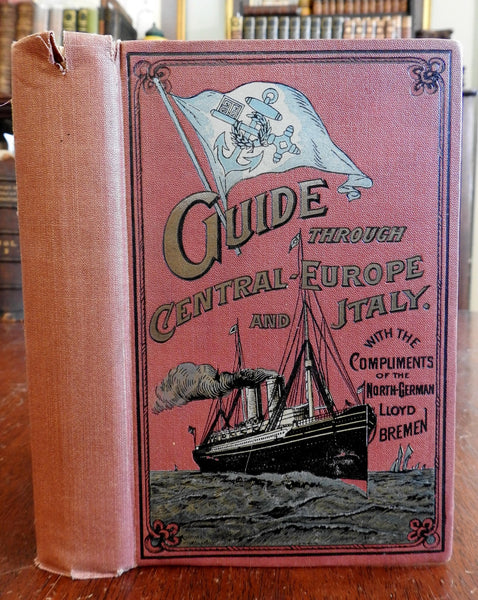 GUIDE
THROUGH
CENTRAL-EUROPE
AND ITALY.
WITH THE
COMPLIMENTS
OF THE
NORTH-GERMAN
LLOYD
BREMEN